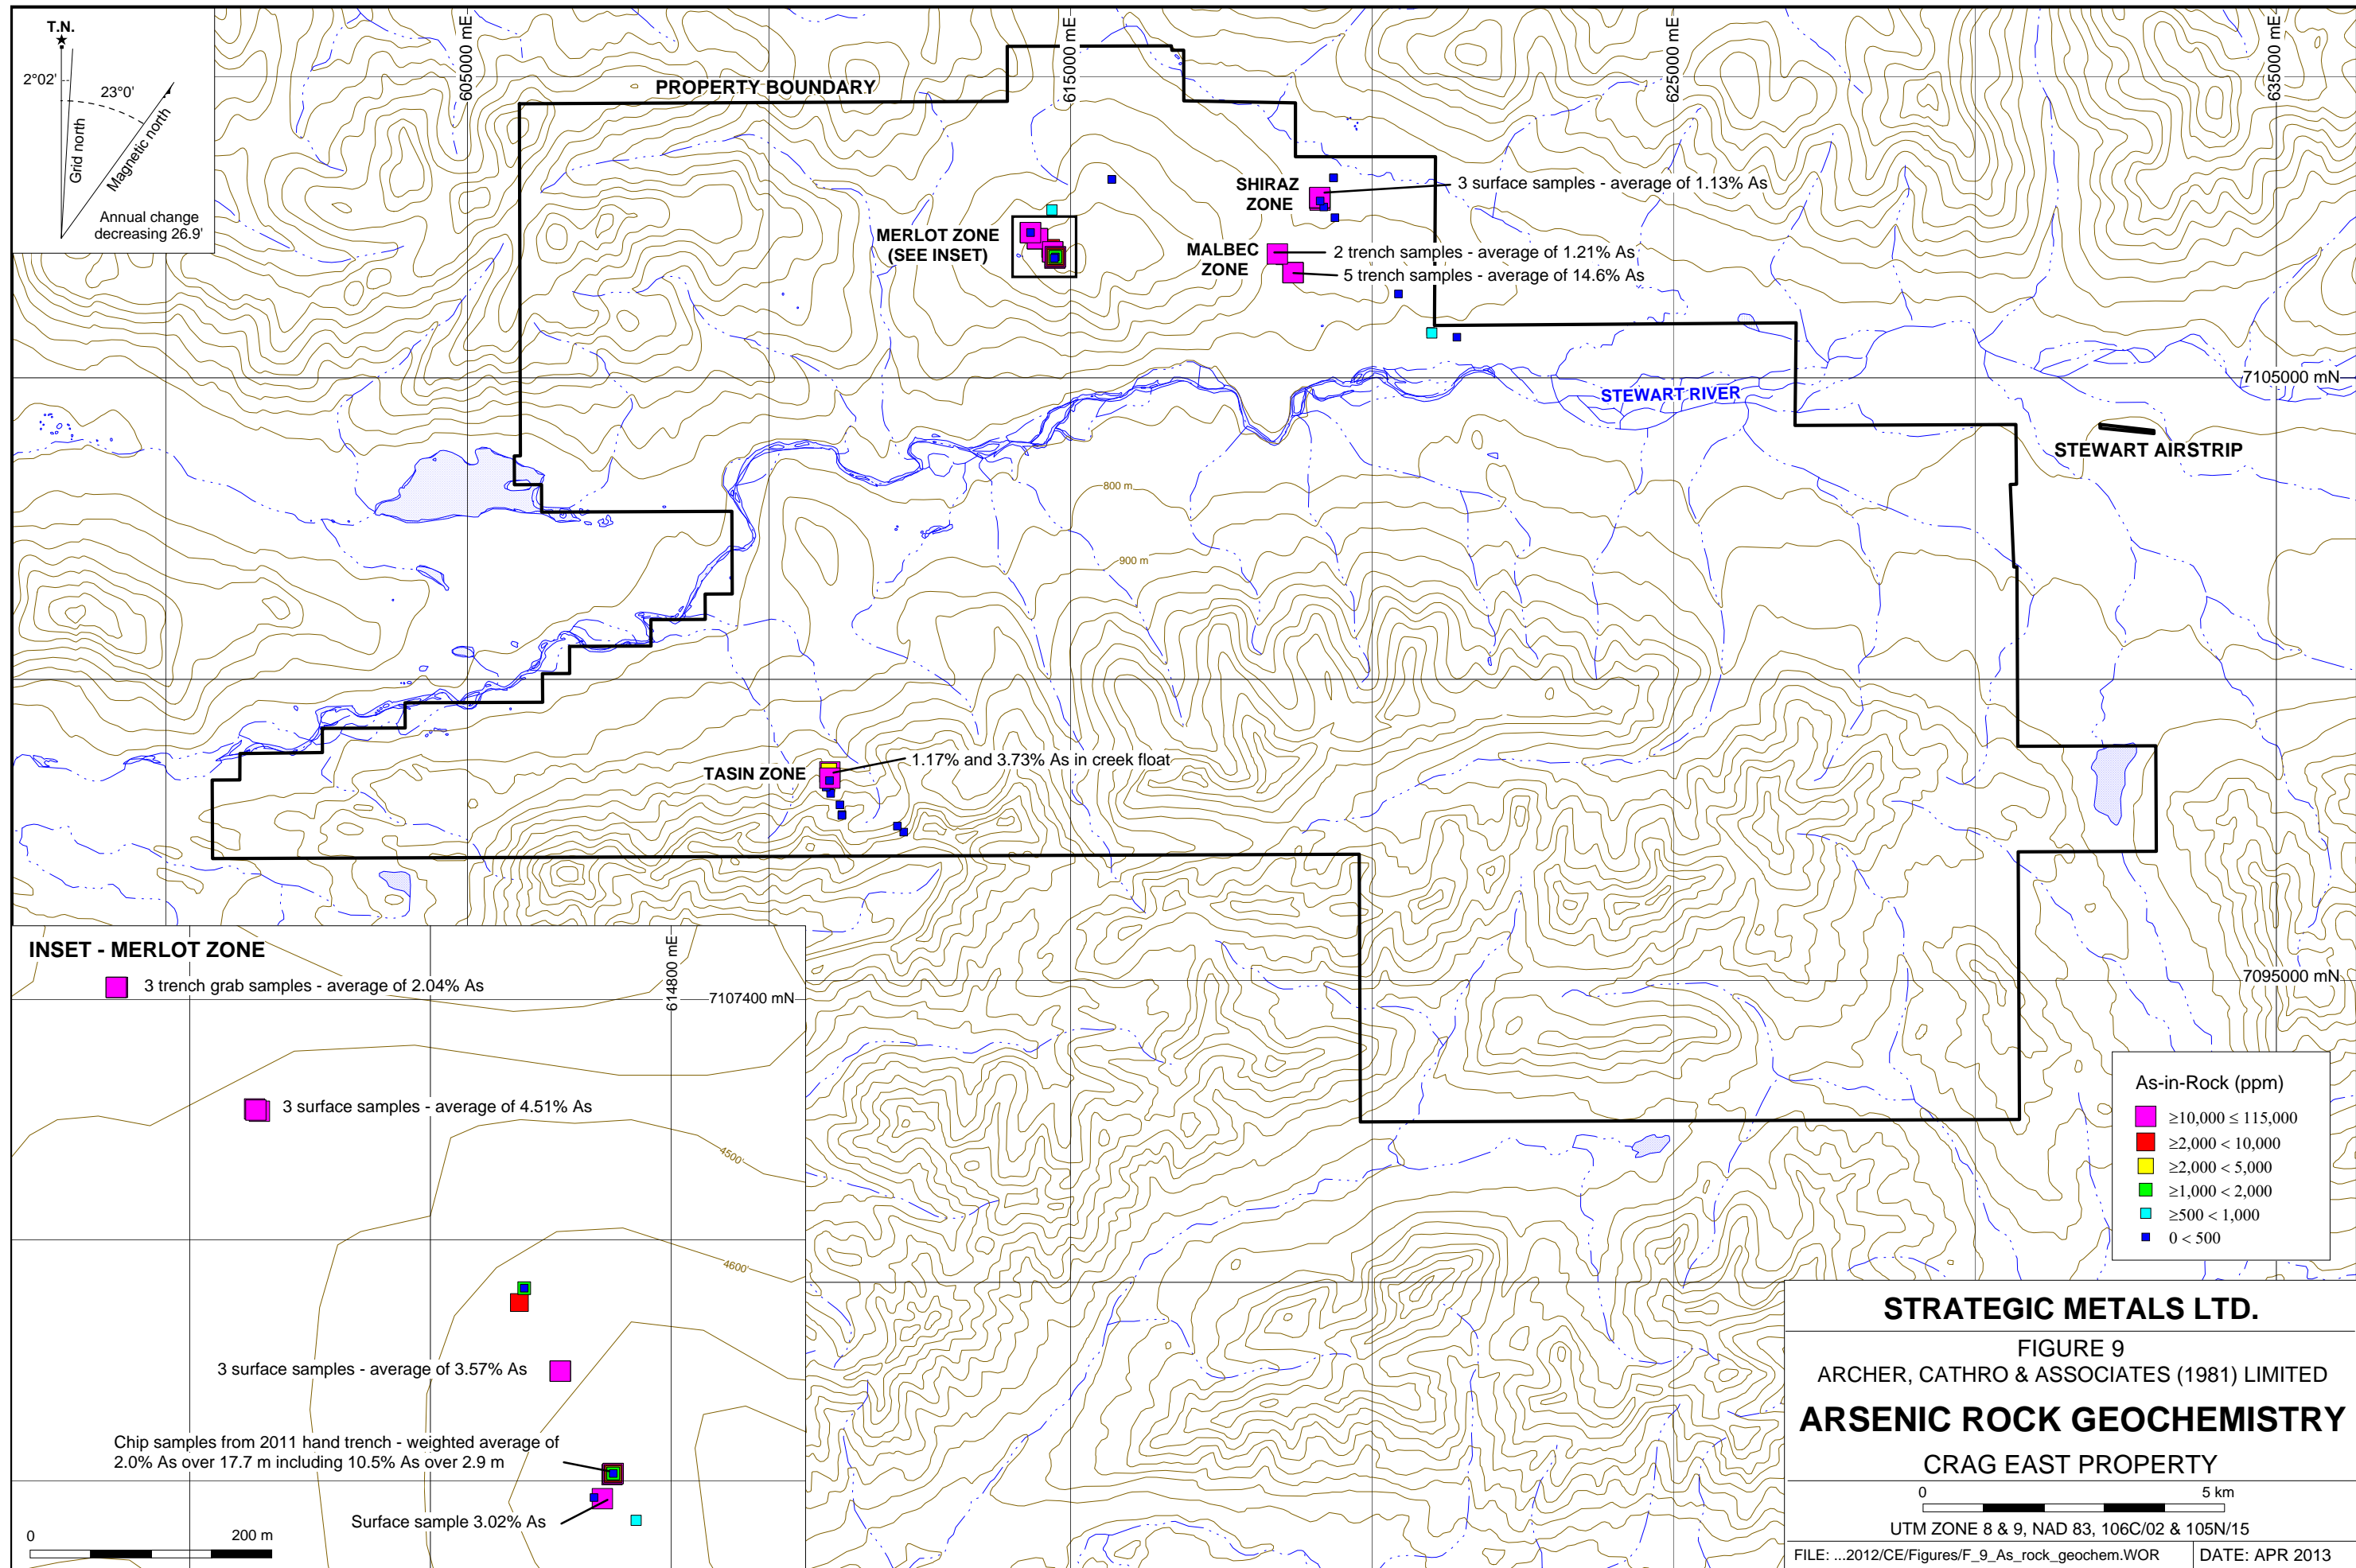 T.N.
2°02'
23°0'
Grid north
Magnetic north
Annual change
decreasing 26.9'
605000 mE
615000 mE
625000 mE
635000 mE
PROPERTY BOUNDARY
SHIRAZ
ZONE
3 surface samples - average of 1.13% As
MERLOT ZONE
(SEE INSET)
MALBEC
ZONE
2 trench samples - average of 1.21% As
5 trench samples - average of 14.6% As
7105000 mN
STEWART RIVER
STEWART AIRSTRIP
800 m
900 m
TASIN ZONE
1.17% and 3.73% As in creek float
7095000 mN
INSET - MERLOT ZONE
3 trench grab samples - average of 2.04% As
614800 mE
7107400 mN
3 surface samples - average of 4.51% As
4500'
4600'
3 surface samples - average of 3.57% As
Chip samples from 2011 hand trench - weighted average of
2.0% As over 17.7 m including 10.5% As over 2.9 m
Surface sample 3.02% As
0 200 m
As-in-Rock (ppm)
≥10,000 ≤ 115,000
≥2,000 < 10,000
≥2,000 < 5,000
≥1,000 < 2,000
≥500 < 1,000
0 < 500
STRATEGIC METALS LTD.
FIGURE 9
ARCHER, CATHRO & ASSOCIATES (1981) LIMITED
ARSENIC ROCK GEOCHEMISTRY
CRAG EAST PROPERTY
0 5 km
UTM ZONE 8 & 9, NAD 83, 106C/02 & 105N/15
FILE: ...2012/CE/Figures/F_9_As_rock_geochem.WOR
DATE: APR 2013